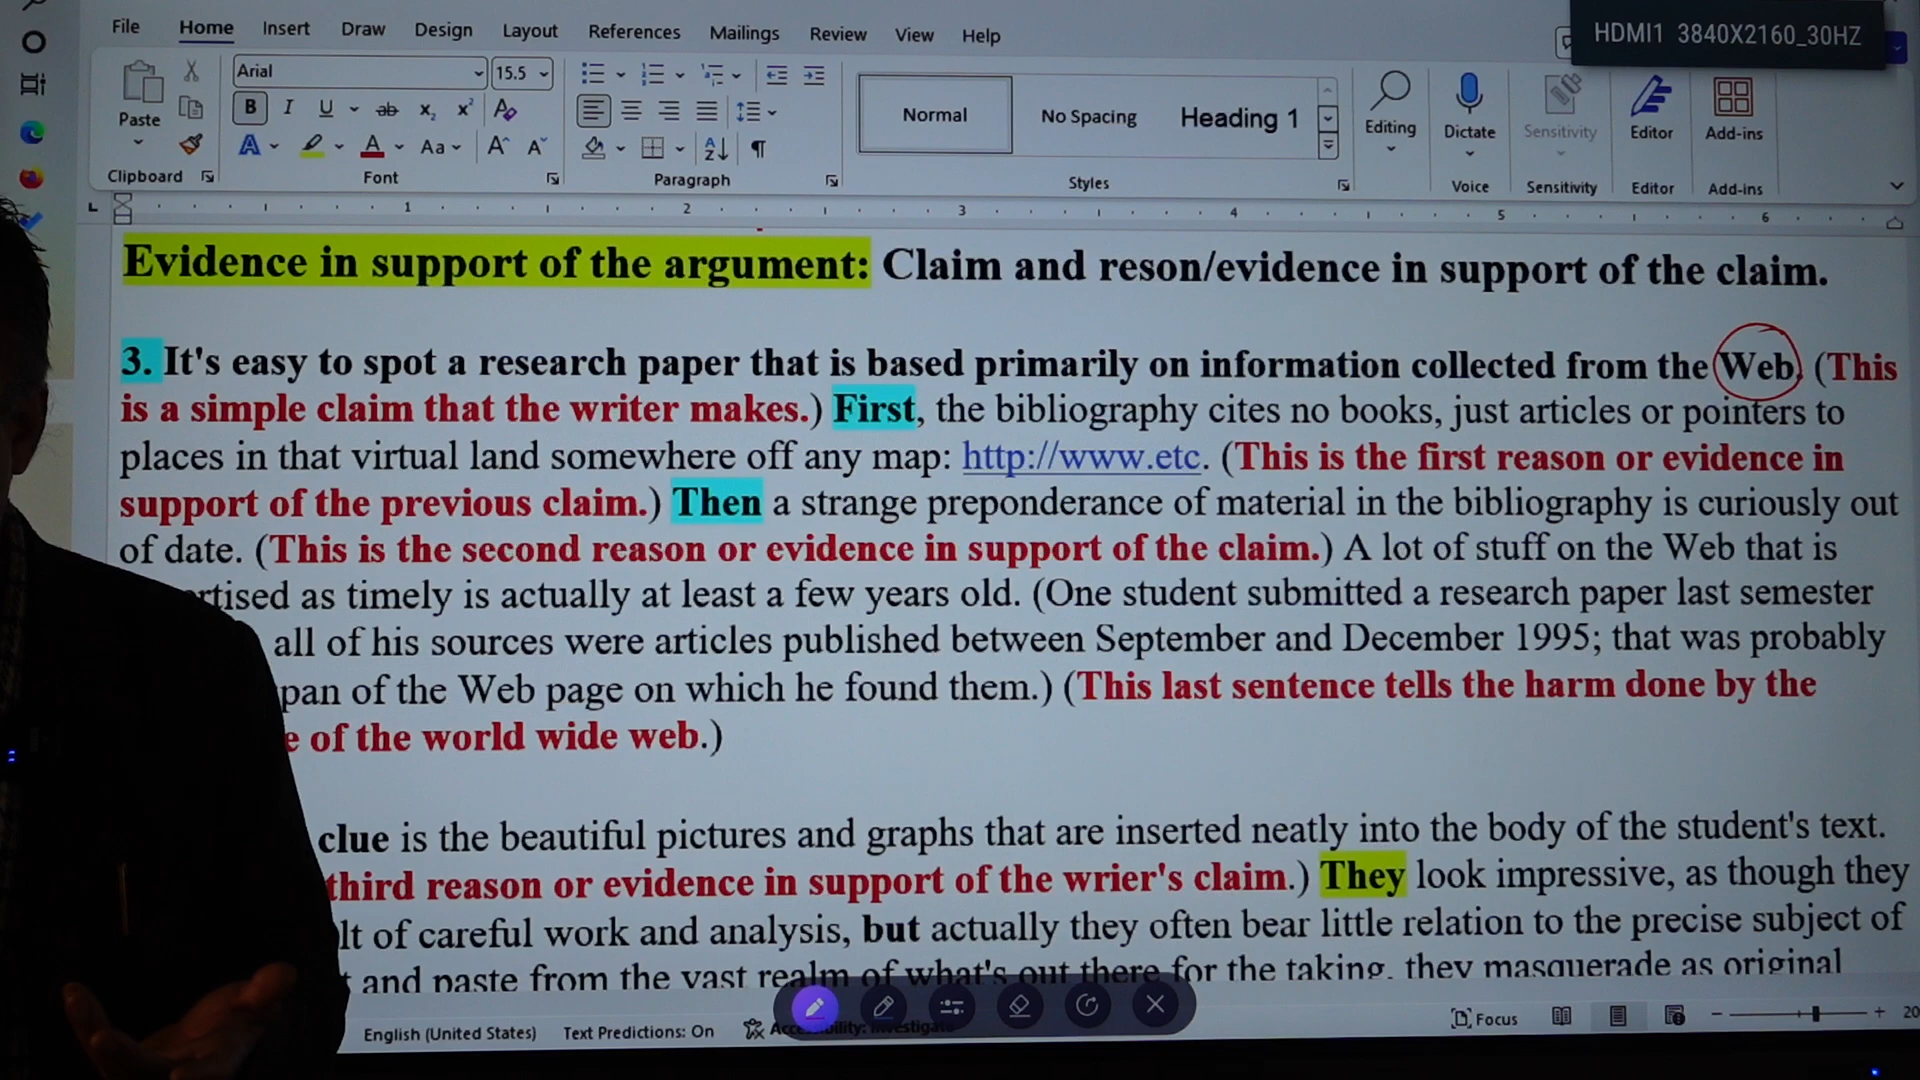 HDMI1 3840X2160_30HZ
File Home Insert Draw Design Layout References Mailings Review View Help
Arial 15.5
Paste
Normal No Spacing Heading 1
Editing Dictate Sensitivity Editor Add-ins
Clipboard Font Paragraph Styles Voice Sensitivity Editor Add-ins
1 2 3 4 5 6
Evidence in support of the argument: Claim and reson/evidence in support of the claim.
3. It's easy to spot a research paper that is based primarily on information collected from the Web. (This
is a simple claim that the writer makes.) First, the bibliography cites no books, just articles or pointers to
places in that virtual land somewhere off any map: http://www.etc. (This is the first reason or evidence in
support of the previous claim.) Then a strange preponderance of material in the bibliography is curiously out
of date. (This is the second reason or evidence in support of the claim.) A lot of stuff on the Web that is
as timely is actually at least a few years old. (One student submitted a research paper last semester
all of his sources were articles published between September and December 1995; that was probably
of the Web page on which he found them.) (This last sentence tells the harm done by the
of the world wide web.)
clue is the beautiful pictures and graphs that are inserted neatly into the body of the student's text.
third reason or evidence in support of the wrier's claim.) They look impressive, as though they
of careful work and analysis, but actually they often bear little relation to the precise subject of
and paste from the vast realm of what's out there for the taking, they masquerade as original
English (United States) Text Predictions: On Accessibility: Investigate Focus